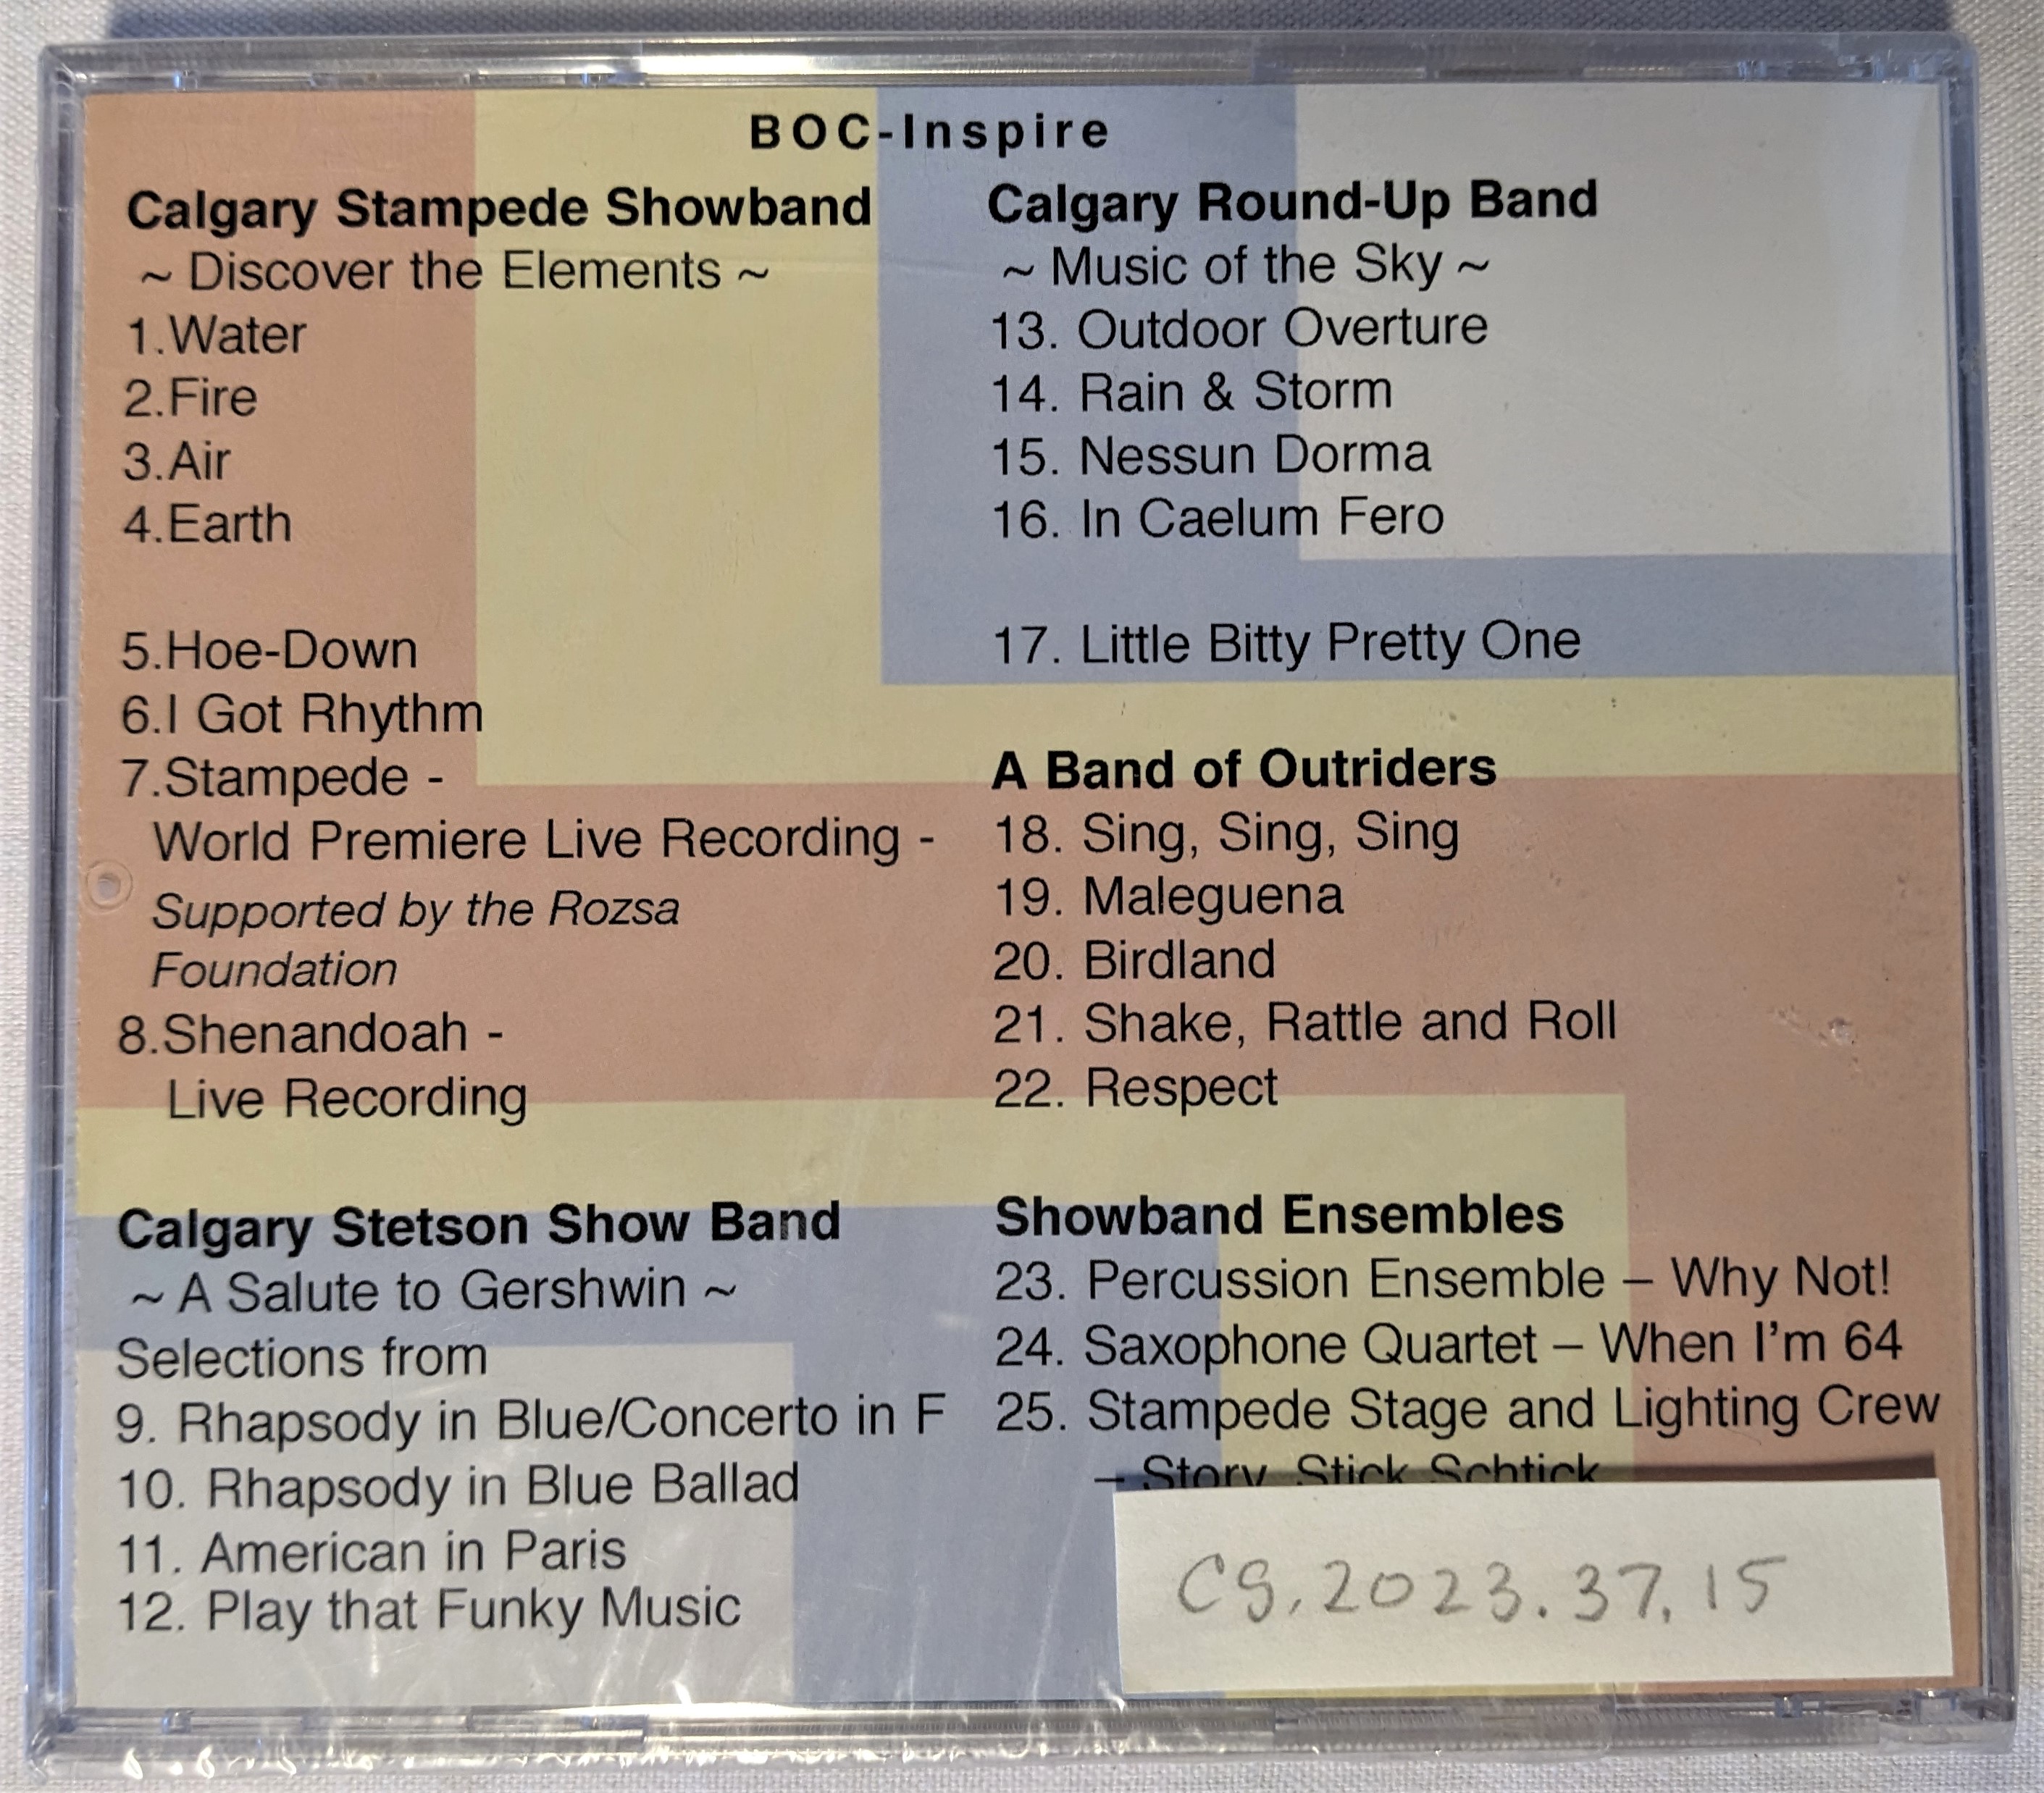 BOC-Inspire
Calgary Stampede Showband
~ Discover the Elements ~
1.Water
2.Fire
3.Air
4.Earth
5.Hoe-Down
6.I Got Rhythm
7.Stampede -
World Premiere Live Recording -
Supported by the Rozsa
Foundation
8.Shenandoah -
Live Recording
Calgary Stetson Show Band
~ A Salute to Gershwin ~
Selections from
9. Rhapsody in Blue/Concerto in F
10. Rhapsody in Blue Ballad
11. American in Paris
12. Play that Funky Music
Calgary Round-Up Band
~ Music of the Sky ~
13. Outdoor Overture
14. Rain & Storm
15. Nessun Dorma
16. In Caelum Fero
17. Little Bitty Pretty One
A Band of Outriders
18. Sing, Sing, Sing
19. Maleguena
20. Birdland
21. Shake, Rattle and Roll
22. Respect
Showband Ensembles
23. Percussion Ensemble – Why Not!
24. Saxophone Quartet – When I'm 64
25. Stampede Stage and Lighting Crew
– Story, Stick, Schtick
CS.2023.37.15